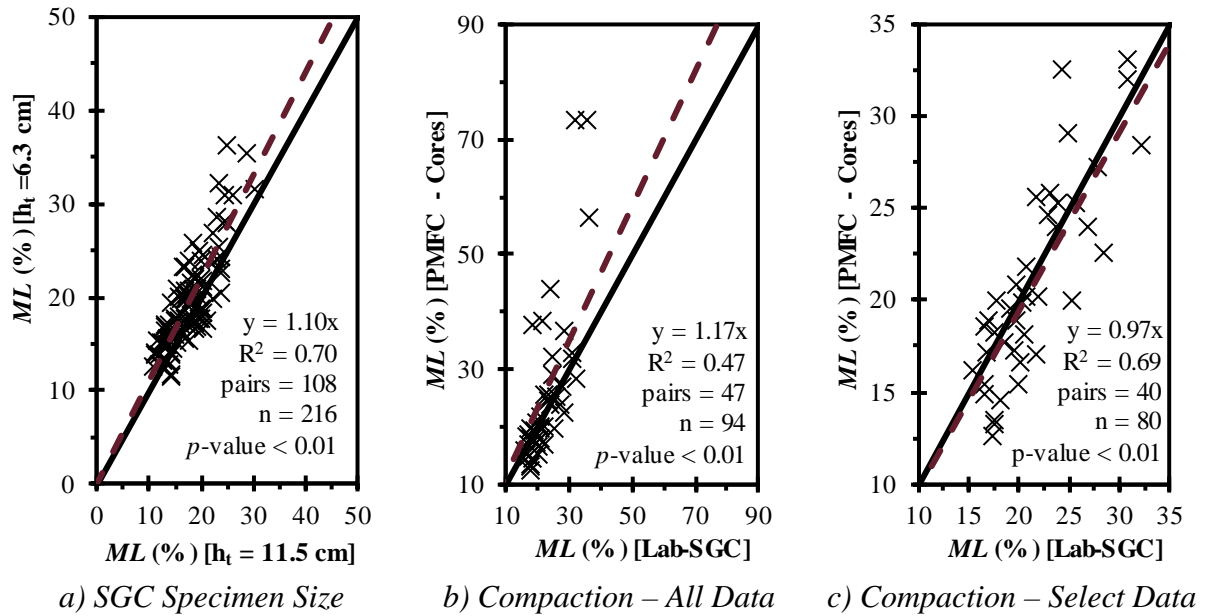 50
40
30
20
10
0
0
10
20
30
40
50
ML (%) [ht =6.3 cm]
ML (%) [ht = 11.5 cm]
y = 1.10x
R2 = 0.70
pairs = 108
n = 216
p-value < 0.01
a) SGC Specimen Size
90
70
50
30
10
10
30
50
70
90
ML (%) [PMFC - Cores]
ML (%) [Lab-SGC]
y = 1.17x
R2 = 0.47
pairs = 47
n = 94
p-value < 0.01
b) Compaction – All Data
35
30
25
20
15
10
10
15
20
25
30
35
ML (%) [PMFC - Cores]
ML (%) [Lab-SGC]
y = 0.97x
R2 = 0.69
pairs = 40
n = 80
p-value < 0.01
c) Compaction – Select Data